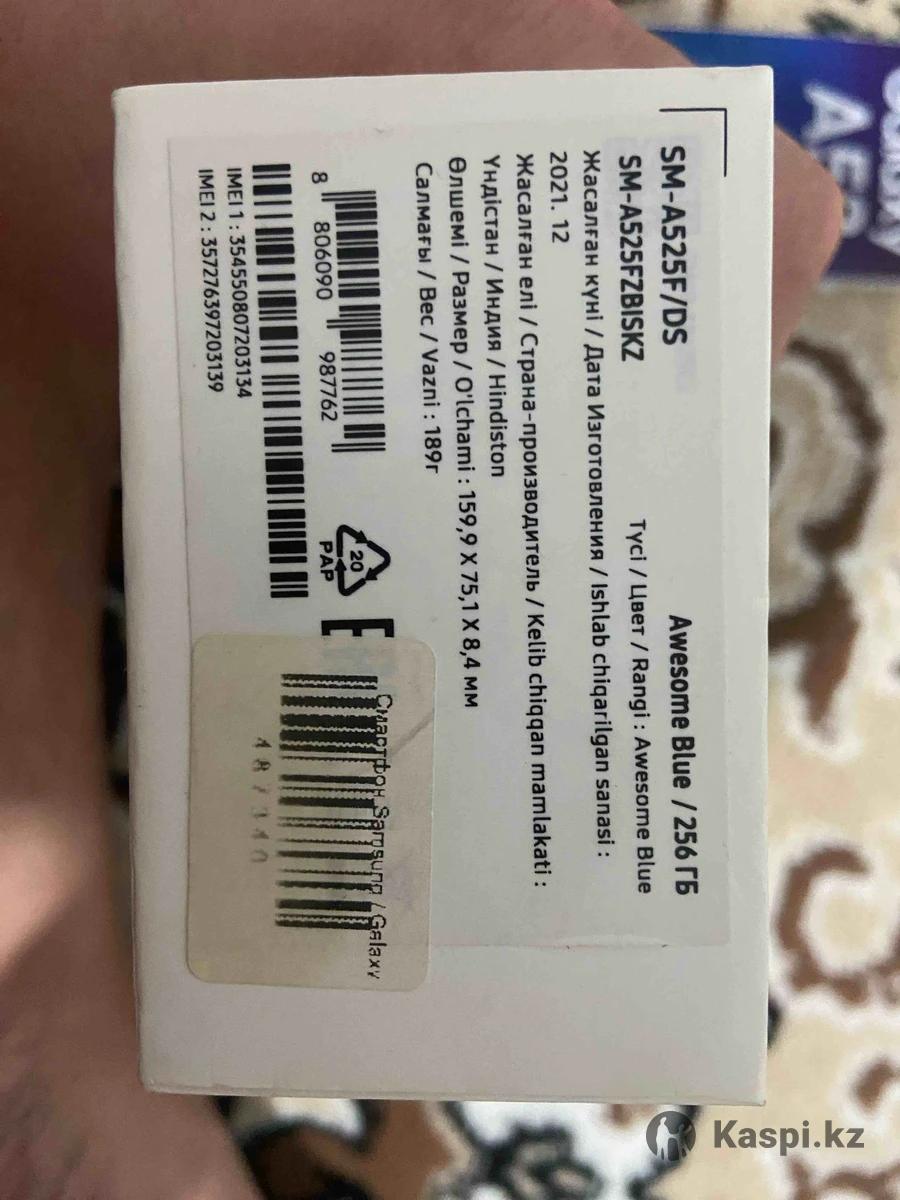 SM-A525F/DS
Awesome Blue / 256 ГБ
SM-A525FZBISKZ
Түсі / Цвет / Rangi : Awesome Blue
Жасалған күні / Дата Изготовления / Ishlab chiqarilgan sanasi :
2021. 12
Жасалған елі / Страна-производитель / Kelib chiqqan mamlakati :
Үндістан / Индия / Hindiston
Өлшемі / Размер / O'lchami : 159,9 X 75,1 X 8,4 мм
Салмағы / Вес / Vazni : 189г
8 806090 987762
20
PAP
IMEI 1 : 354550807203134
IMEI 2 : 357276397203139
Смартфон Samsung / Galaxy
487340
Kaspi.kz